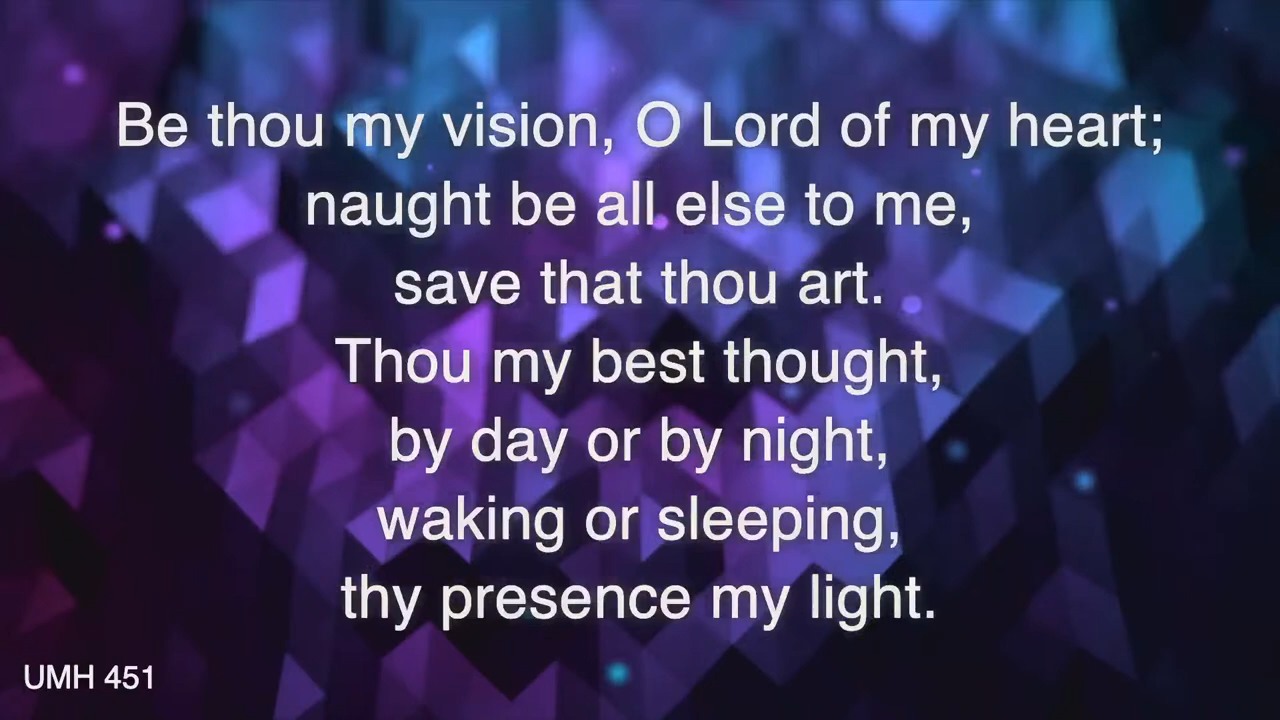 Be thou my vision, O Lord of my heart;
naught be all else to me,
save that thou art.
Thou my best thought,
by day or by night,
waking or sleeping,
thy presence my light.
UMH 451